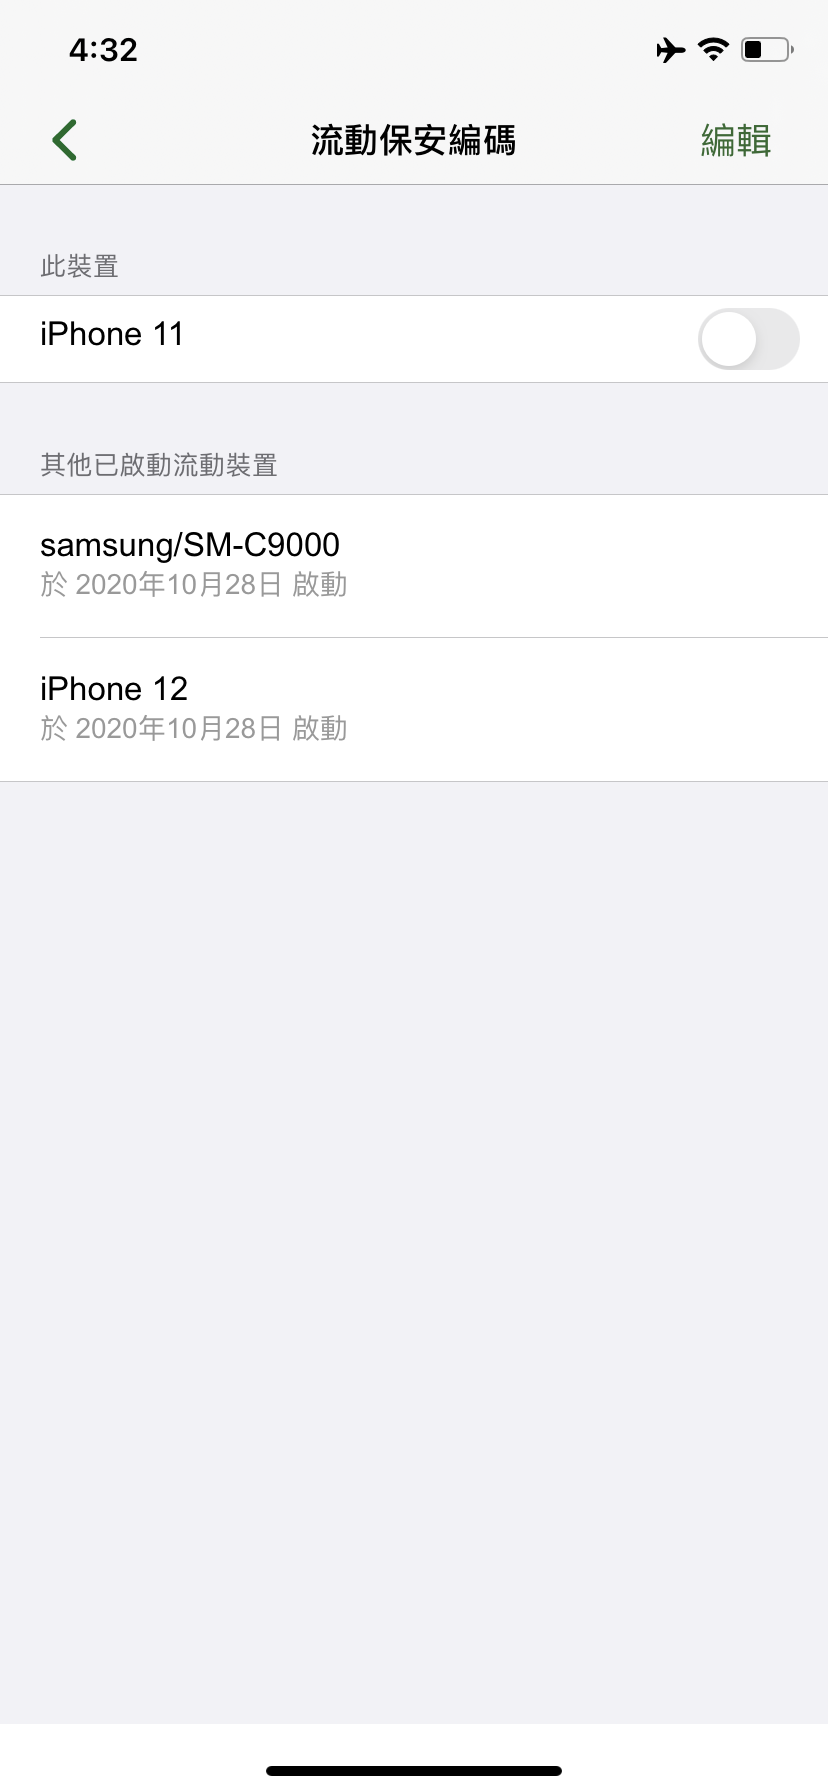 4:32
流動保安編碼
編輯
此裝置
iPhone 11
其他已啟動流動裝置
samsung/SM-C9000
於 2020年10月28日 啟動
iPhone 12
於 2020年10月28日 啟動